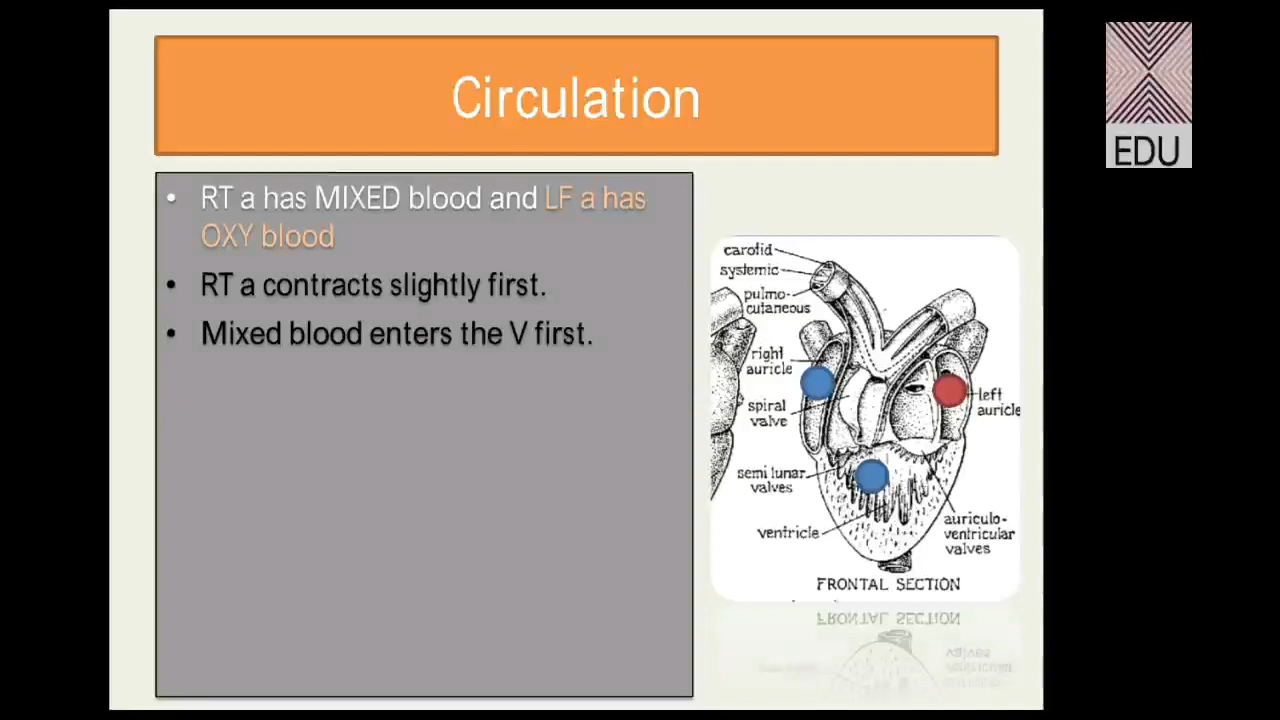 Circulation
EDU
• RT a has MIXED blood and LF a has
OXY blood
• RT a contracts slightly first.
• Mixed blood enters the V first.
carotid
systemic
pulmo-
cutaneous
right
auricle
spiral
valve
left
auricle
semi lunar
valves
ventricle
auriculo-
ventricular
valves
FRONTAL SECTION